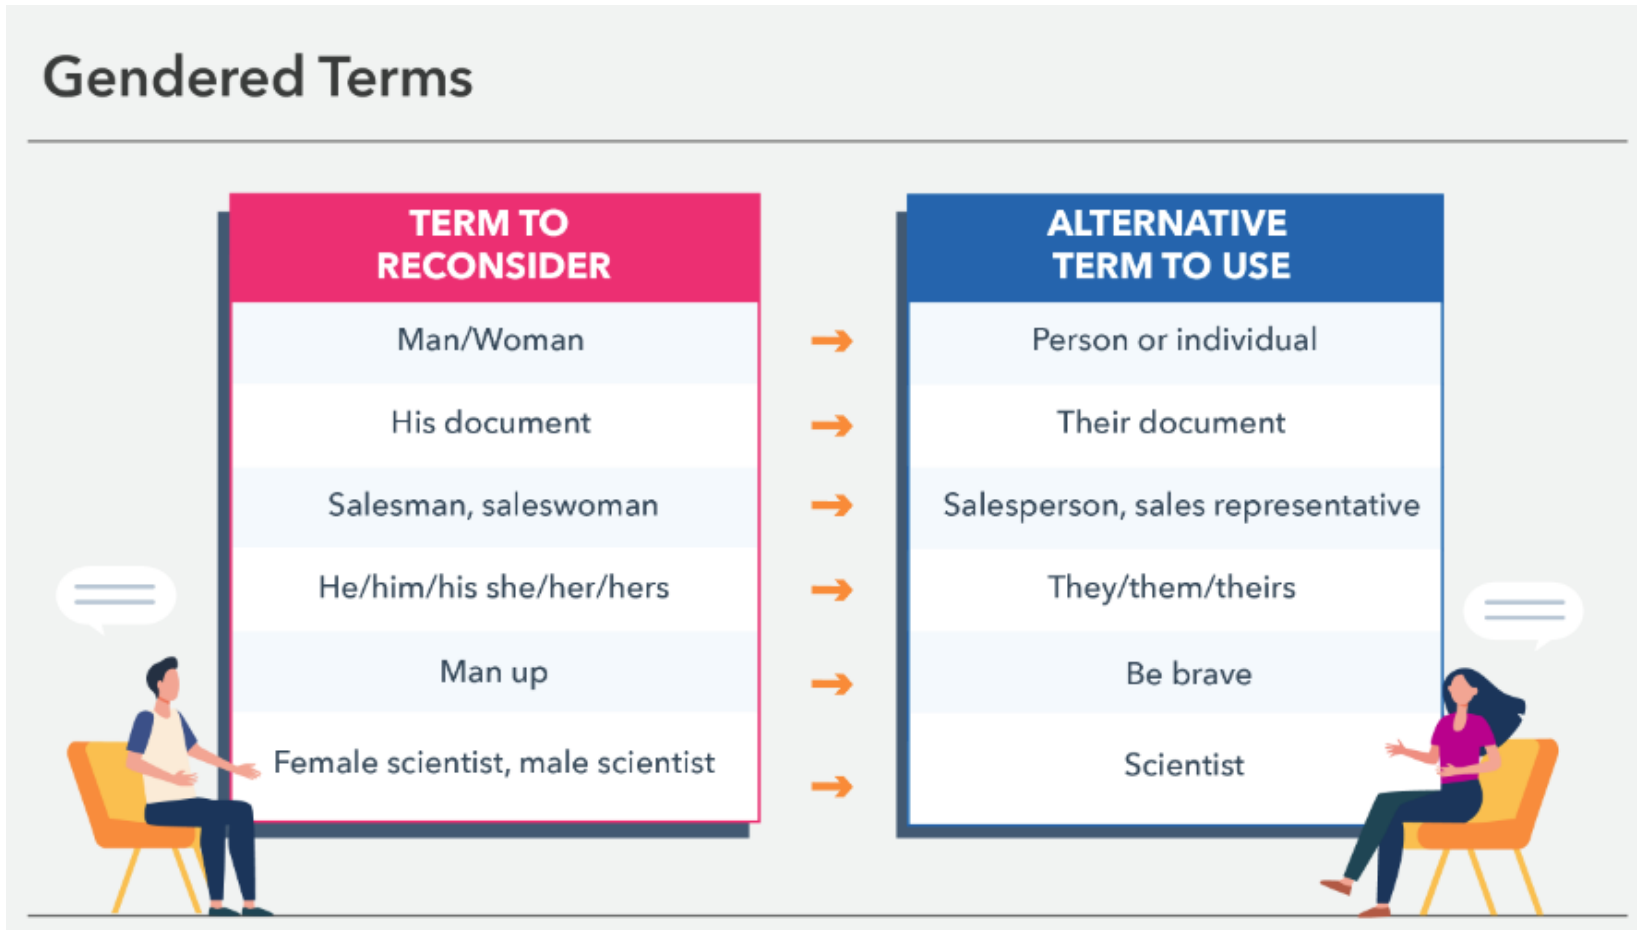 Gendered Terms
TERM TO
RECONSIDER
ALTERNATIVE
TERM TO USE
Man/Woman
Person or individual
His document
Their document
Salesman, saleswoman
Salesperson, sales representative
He/him/his she/her/hers
They/them/theirs
Man up
Be brave
Female scientist, male scientist
Scientist